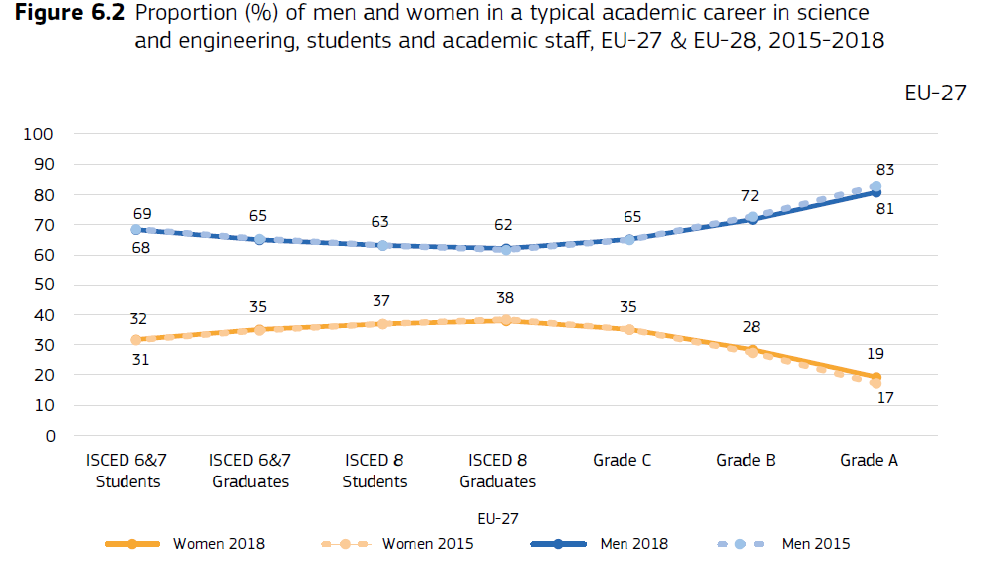 Figure 6.2 Proportion (%) of men and women in a typical academic career in science
and engineering, students and academic staff, EU-27 & EU-28, 2015-2018
EU-27
100
90
80
70
60
50
40
30
20
10
0
69
68
65
63
62
65
72
83
81
32
31
35
37
38
35
28
19
17
ISCED 6&7
Students
ISCED 6&7
Graduates
ISCED 8
Students
ISCED 8
Graduates
Grade C
Grade B
Grade A
EU-27
Women 2018 Women 2015 Men 2018 Men 2015